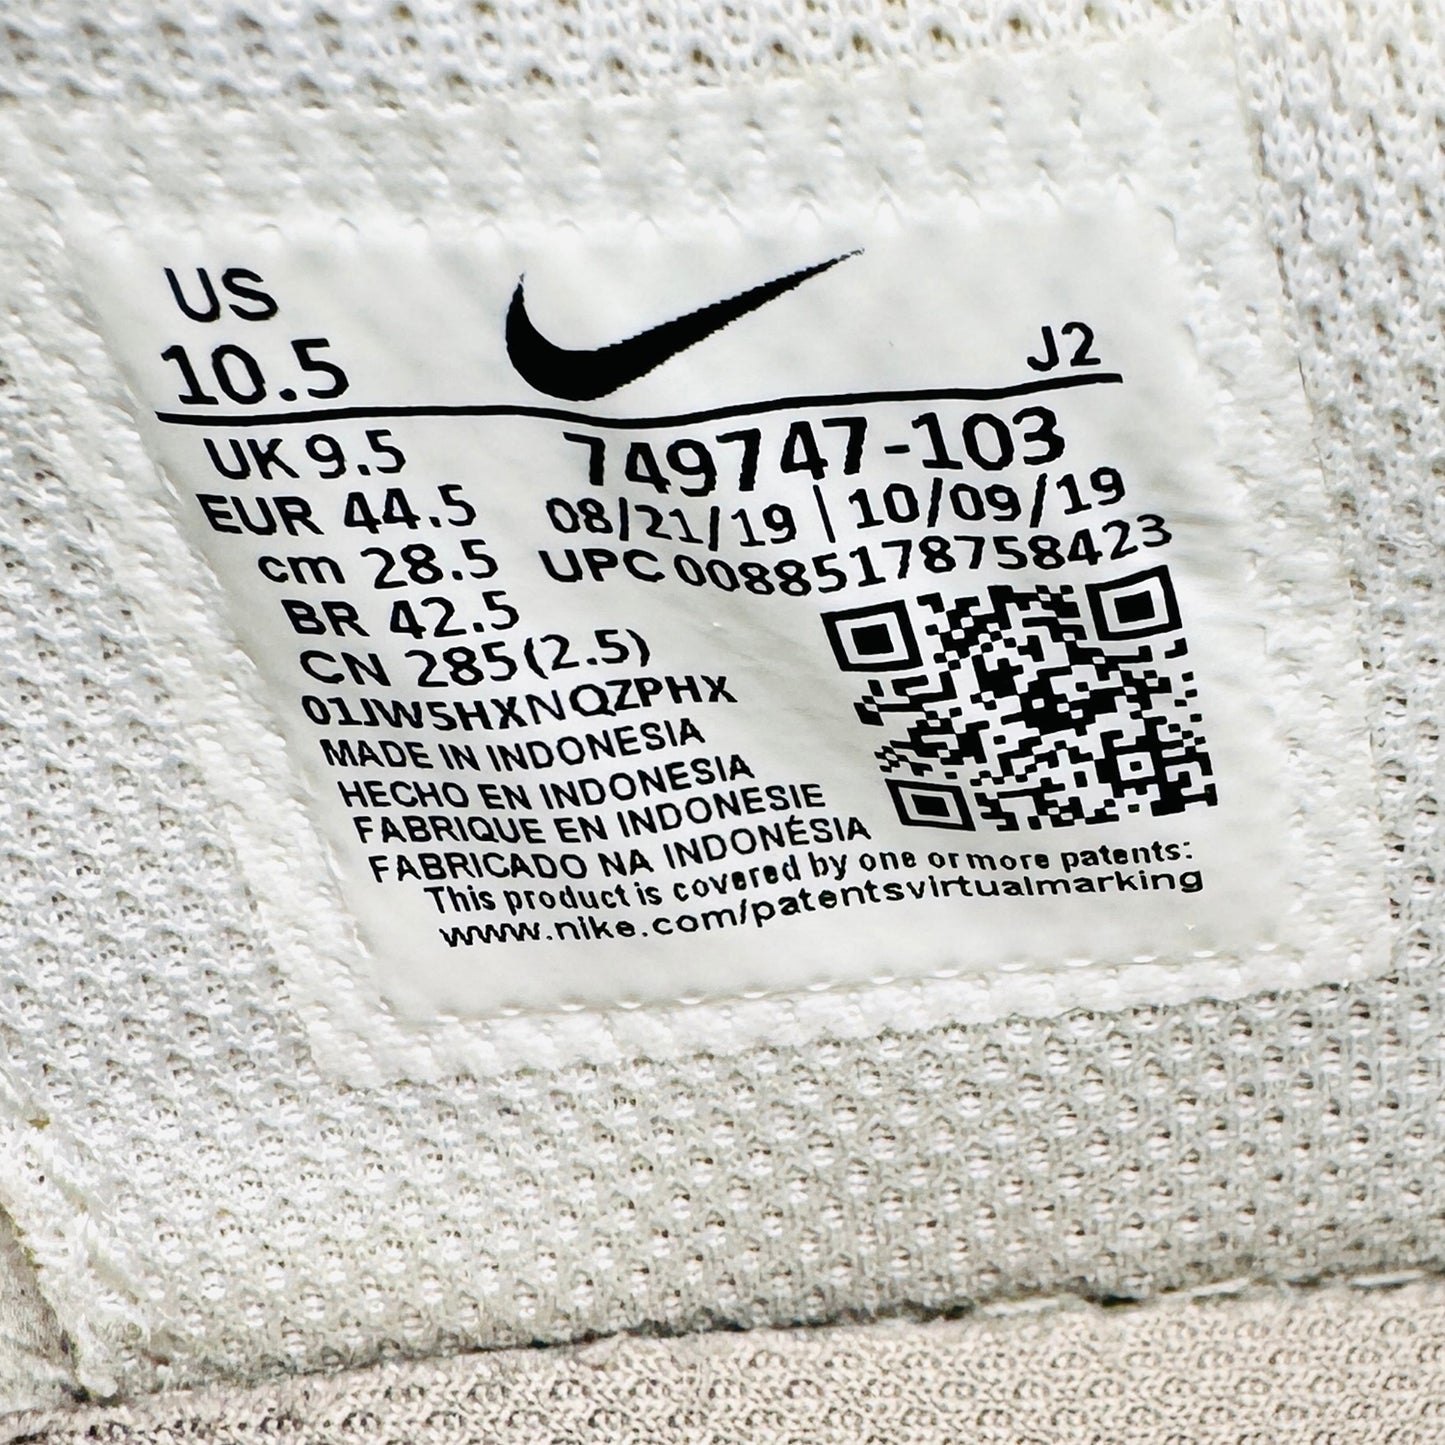 US
10.5
J2
UK 9.5
749747-103
EUR 44.5
08/21/19 | 10/09/19
cm 28.5
UPC 00885178758423
BR 42.5
CN 285(2.5)
01JW5HXNQZPHX
MADE IN INDONESIA
HECHO EN INDONESIA
FABRIQUE EN INDONESIE
FABRICADO NA INDONÉSIA
This product is covered by one or more patents:
www.nike.com/patentsvirtualmarking